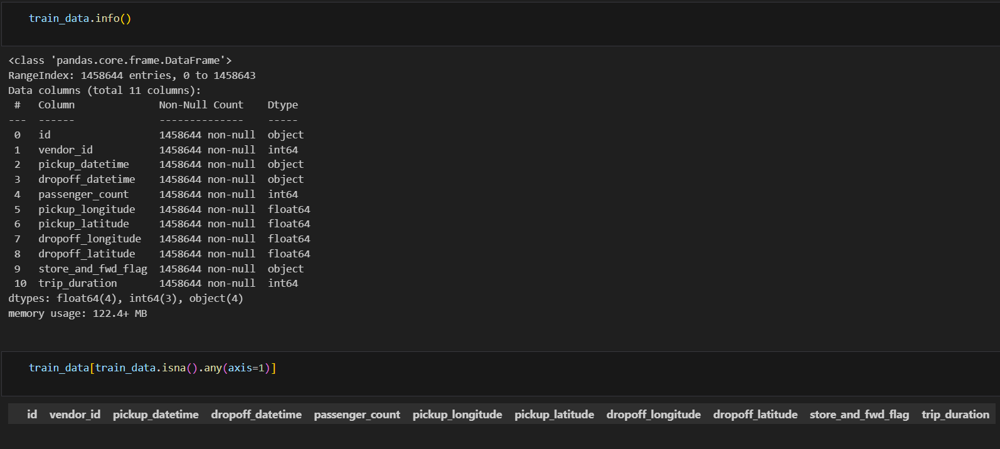 train_data.info()
<class 'pandas.core.frame.DataFrame'>
RangeIndex: 1458644 entries, 0 to 1458643
Data columns (total 11 columns):
 #   Column              Non-Null Count    Dtype
---  ------              --------------    -----
 0   id                  1458644 non-null  object
 1   vendor_id           1458644 non-null  int64
 2   pickup_datetime     1458644 non-null  object
 3   dropoff_datetime    1458644 non-null  object
 4   passenger_count     1458644 non-null  int64
 5   pickup_longitude    1458644 non-null  float64
 6   pickup_latitude     1458644 non-null  float64
 7   dropoff_longitude   1458644 non-null  float64
 8   dropoff_latitude    1458644 non-null  float64
 9   store_and_fwd_flag  1458644 non-null  object
 10  trip_duration       1458644 non-null  int64
dtypes: float64(4), int64(3), object(4)
memory usage: 122.4+ MB
train_data[train_data.isna().any(axis=1)]
id vendor_id pickup_datetime dropoff_datetime passenger_count pickup_longitude pickup_latitude dropoff_longitude dropoff_latitude store_and_fwd_flag trip_duration